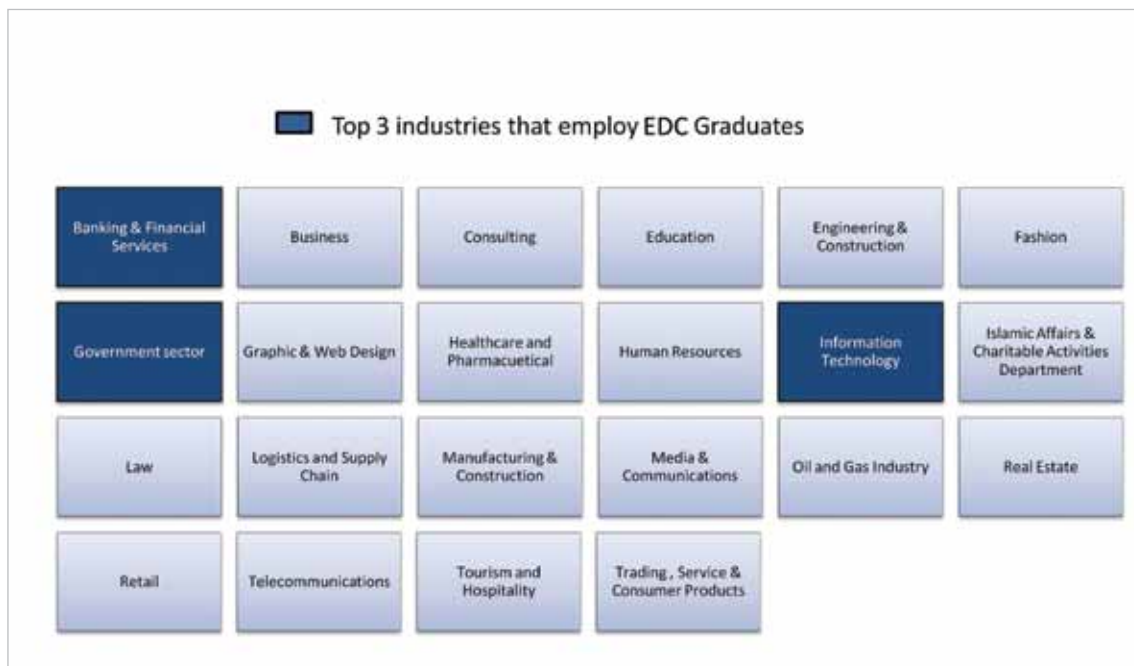 Top 3 industries that employ EDC Graduates
Banking & Financial
Services
Business
Consulting
Education
Engineering &
Construction
Fashion
Government sector
Graphic & Web Design
Healthcare and
Pharmacuetical
Human Resources
Information
Technology
Islamic Affairs &
Charitable Activities
Department
Law
Logistics and Supply
Chain
Manufacturing &
Construction
Media &
Communications
Oil and Gas Industry
Real Estate
Retail
Telecommunications
Tourism and
Hospitality
Trading , Service &
Consumer Products